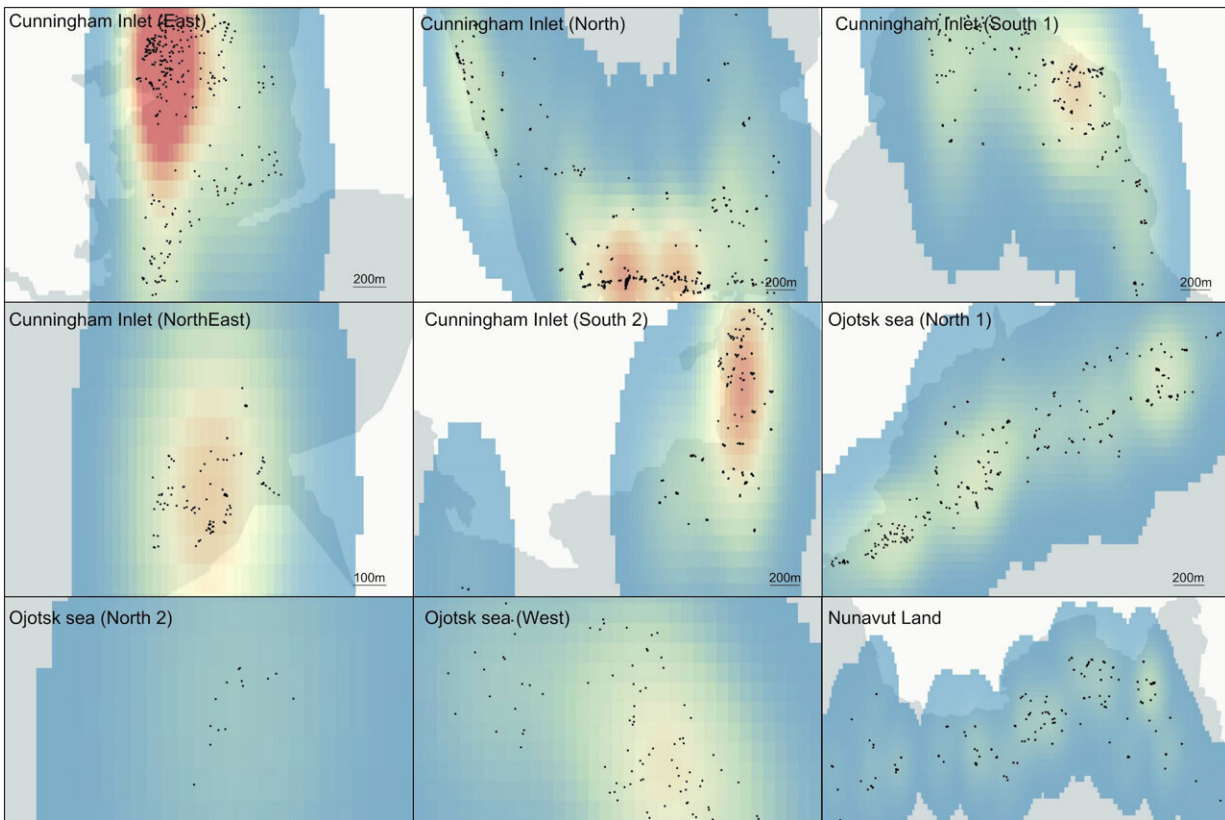 Cunningham Inlet (East)
200m
Cunningham Inlet (North)
200m
Cunningham Inlet (South 1)
200m
Cunningham Inlet (NorthEast)
100m
Cunningham Inlet (South 2)
200m
Ojotsk sea (North 1)
200m
Ojotsk sea (North 2)
Ojotsk sea (West)
Nunavut Land